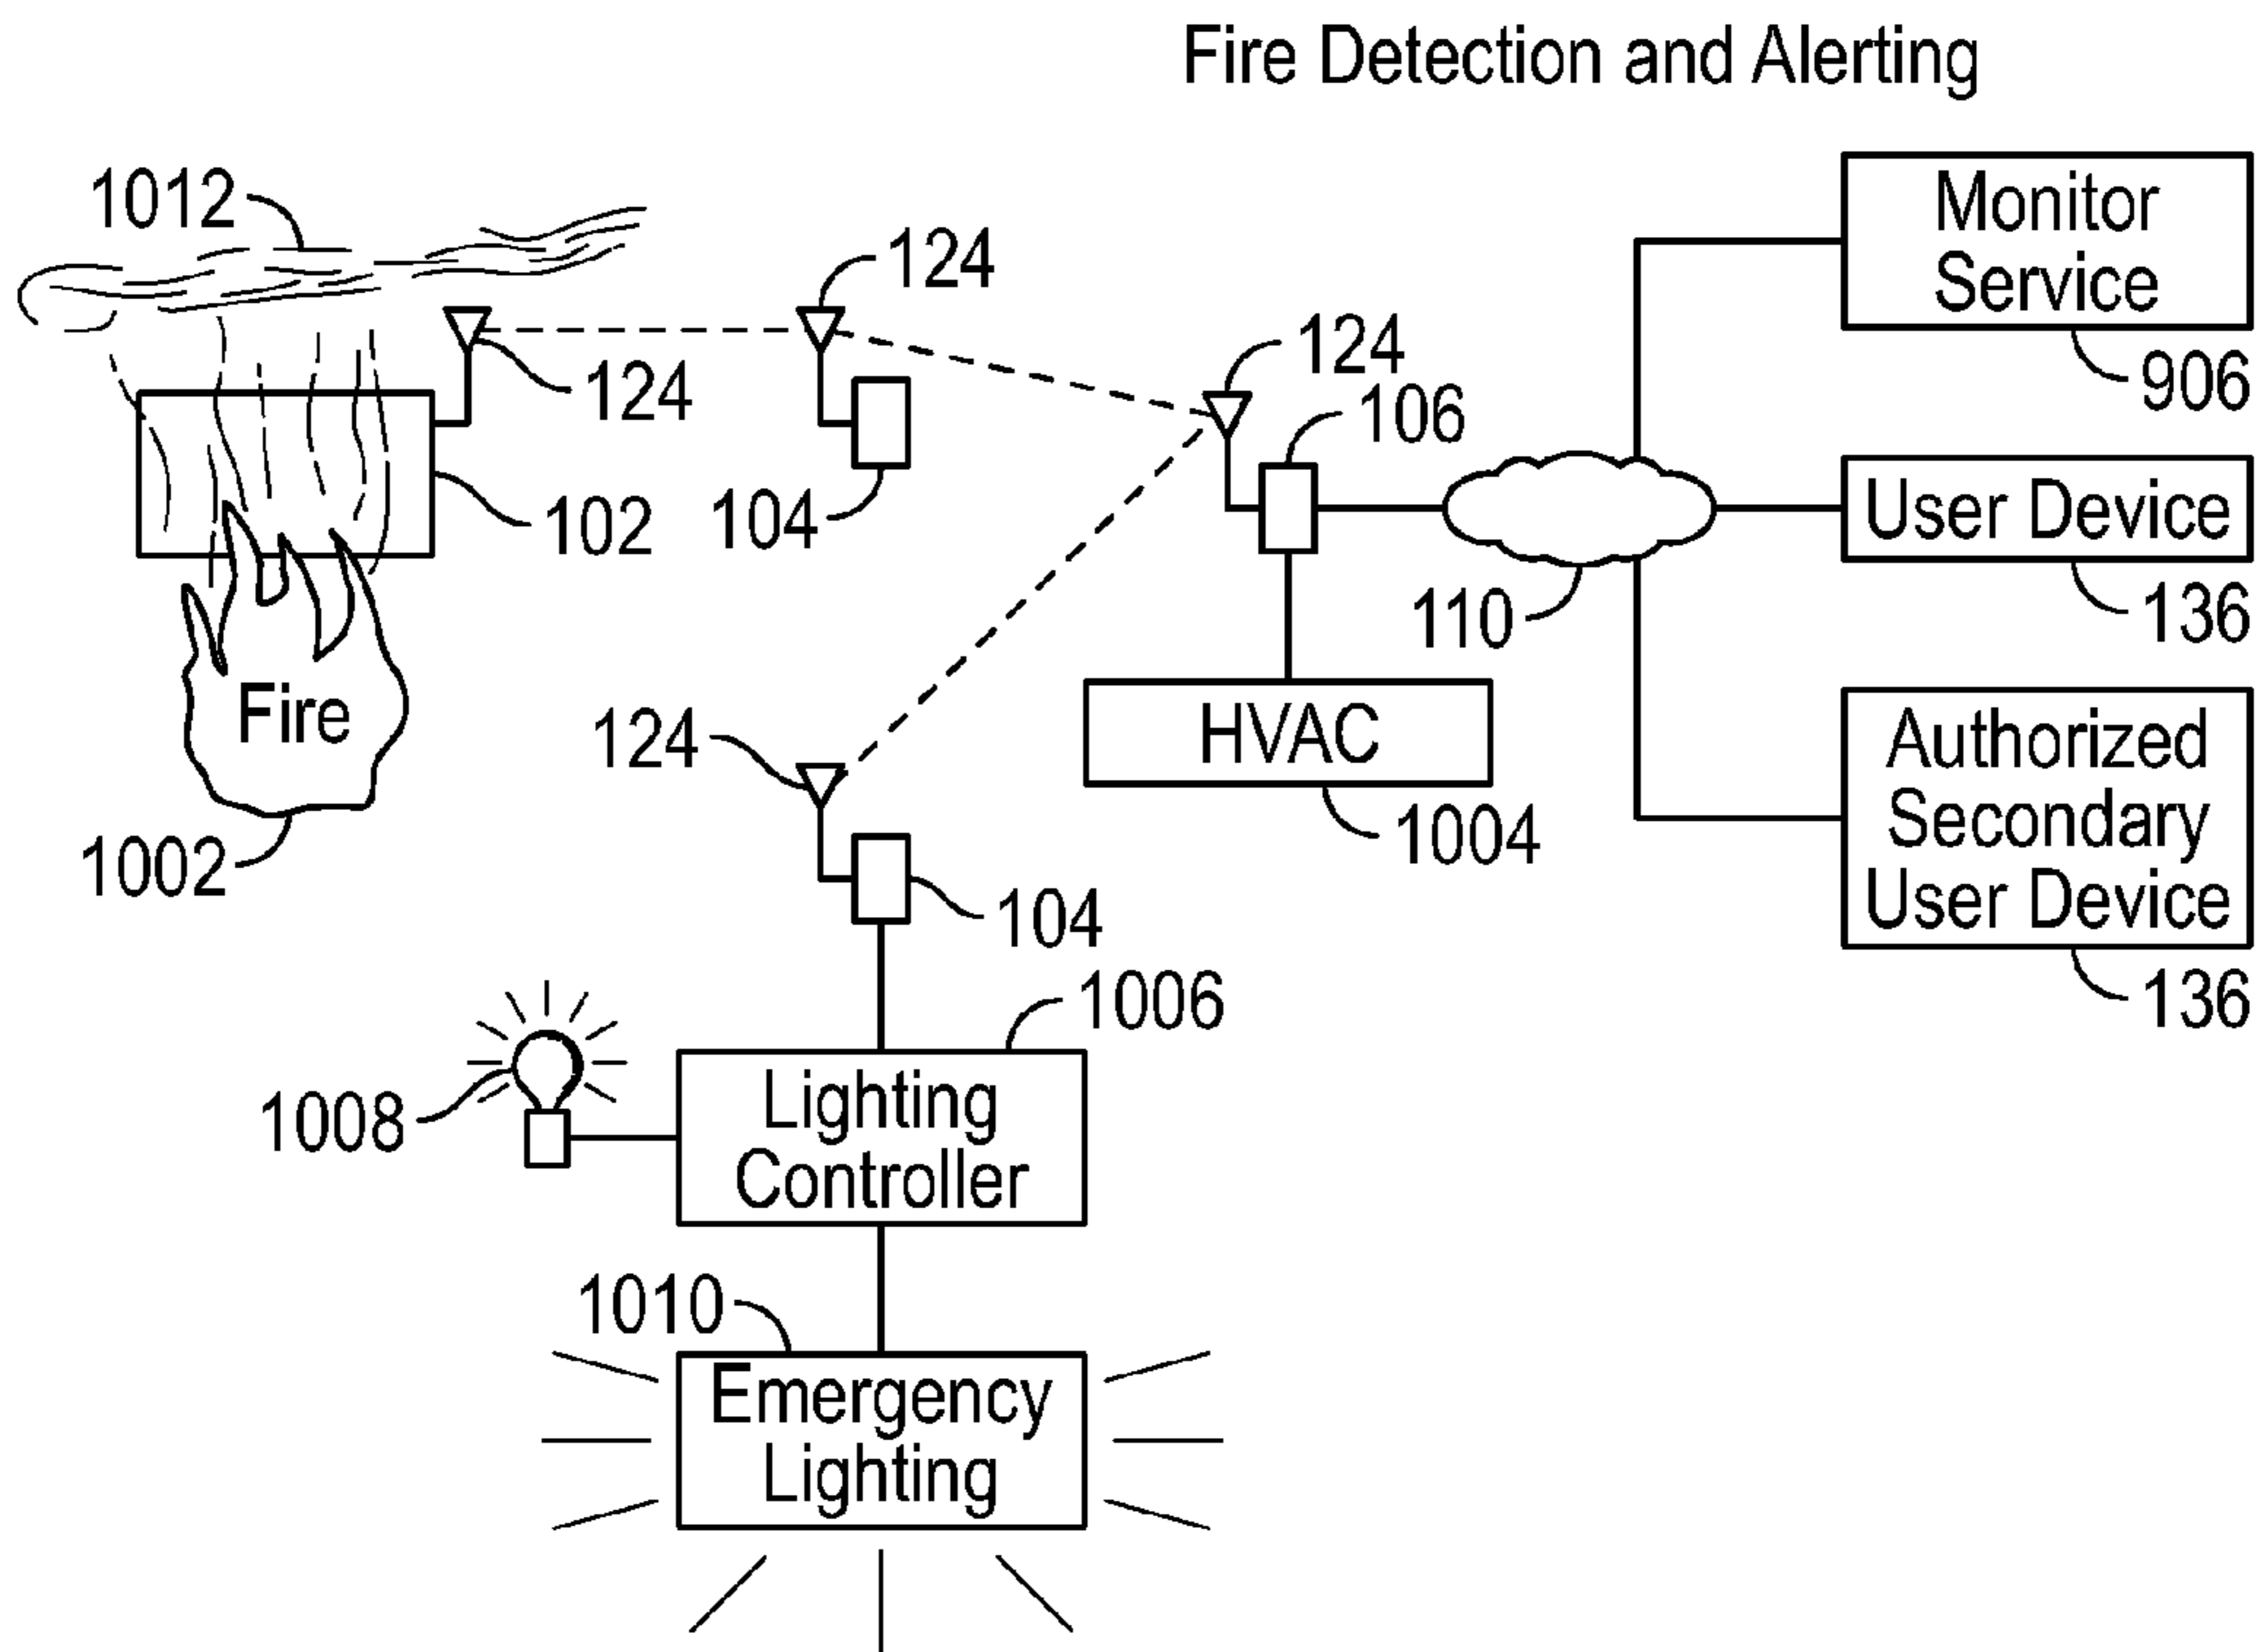 Fire Detection and Alerting
1012
124
124
124
106
102
104
110
Monitor
Service
906
User Device
136
Authorized
Secondary
User Device
136
Fire
1002
HVAC
1004
124
104
1006
1008
Lighting
Controller
1010
Emergency
Lighting